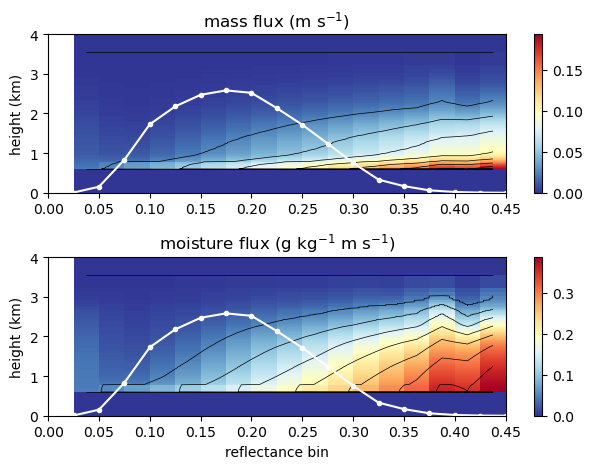 mass flux (m s⁻¹)
height (km)
4
3
2
1
0
0.00 0.05 0.10 0.15 0.20 0.25 0.30 0.35 0.40 0.45
0.15
0.10
0.05
0.00
moisture flux (g kg⁻¹ m s⁻¹)
height (km)
4
3
2
1
0
0.00 0.05 0.10 0.15 0.20 0.25 0.30 0.35 0.40 0.45
reflectance bin
0.3
0.2
0.1
0.0